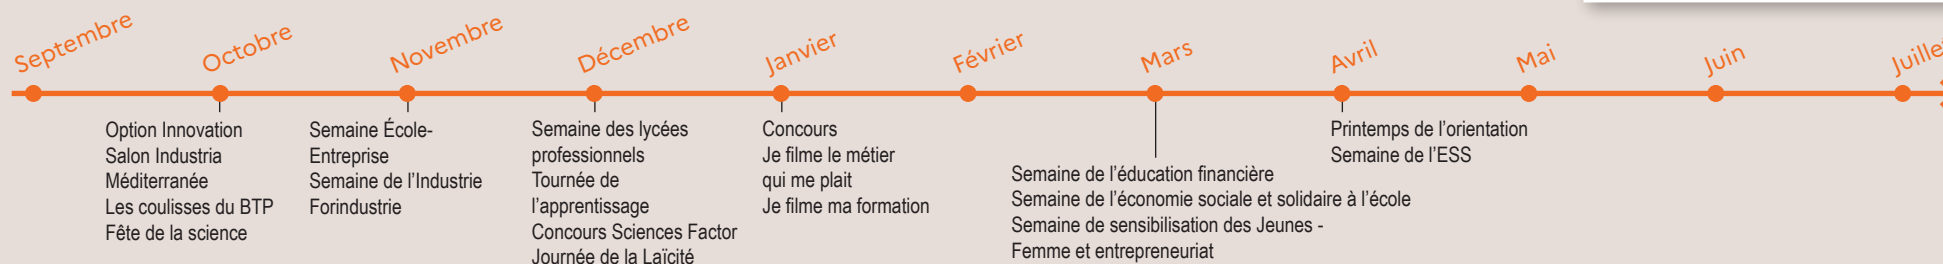 Septembre
Octobre
Novembre
Décembre
Janvier
Février
Mars
Avril
Mai
Juin
Juillet
Option Innovation
Salon Industria
Méditerranée
Les coulisses du BTP
Fête de la science
Semaine École-
Entreprise
Semaine de l'Industrie
Forindustrie
Semaine des lycées
professionnels
Tournée de
l'apprentissage
Concours Sciences Factor
Journée de la Laïcité
Concours
Je filme le métier
qui me plait
Je filme ma formation
Semaine de l'éducation financière
Semaine de l'économie sociale et solidaire à l'école
Semaine de sensibilisation des Jeunes -
Femme et entrepreneuriat
Printemps de l'orientation
Semaine de l'ESS